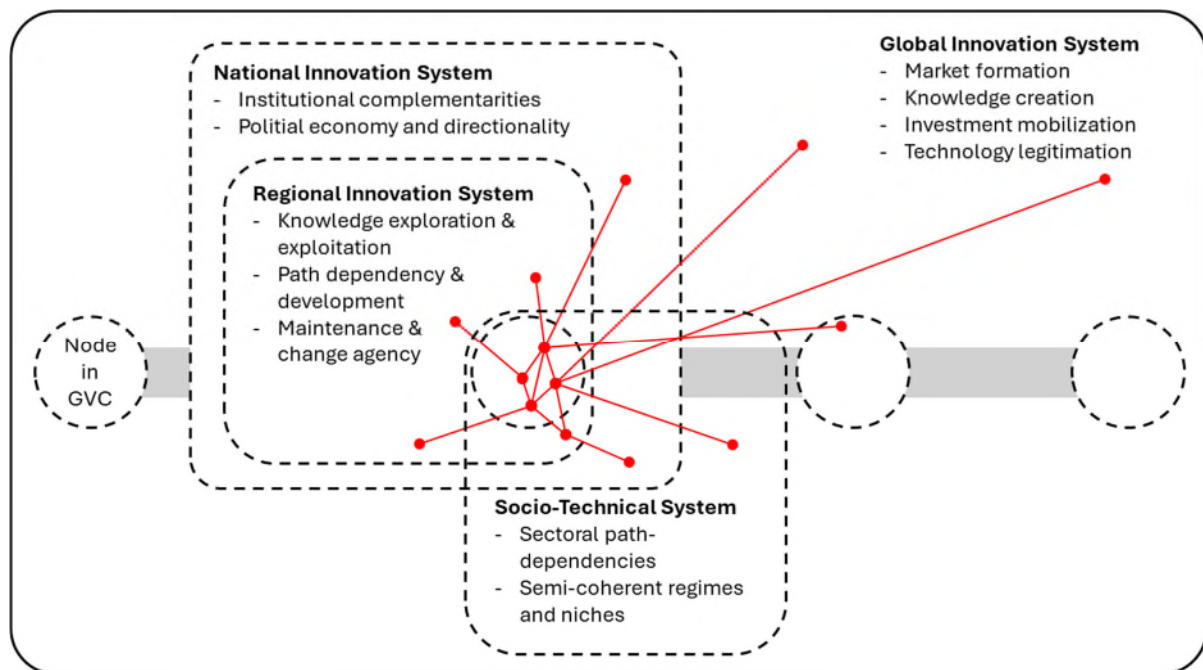 National Innovation System
- Institutional complementarities
- Politial economy and directionality
Global Innovation System
- Market formation
- Knowledge creation
- Investment mobilization
- Technology legitimation
Regional Innovation System
- Knowledge exploration &
exploitation
- Path dependency &
development
- Maintenance &
change agency
Node
in
GVC
Socio-Technical System
- Sectoral path-
dependencies
- Semi-coherent regimes
and niches